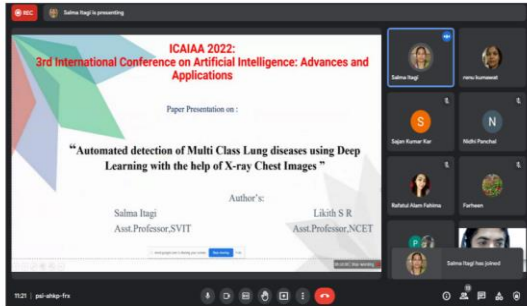 REC
Salma Itagi is presenting
ICAIAA 2022:
3rd International Conference on Artificial Intelligence: Advances and
Applications
Paper Presentation on :
“Automated detection of Multi Class Lung diseases using Deep
Learning with the help of X-ray Chest Images ”
Author's:
Salma Itagi
Likith S R
Asst.Professor,SVIT
Asst.Professor,NCET
Salma Itagi
renu kumawat
S
N
Sajan Kumar Kar
Nidhi Panchal
Rafatul Alam Fahima
Farheen
P
Salma Itagi has joined
11:21 | psi-ahkp-frx